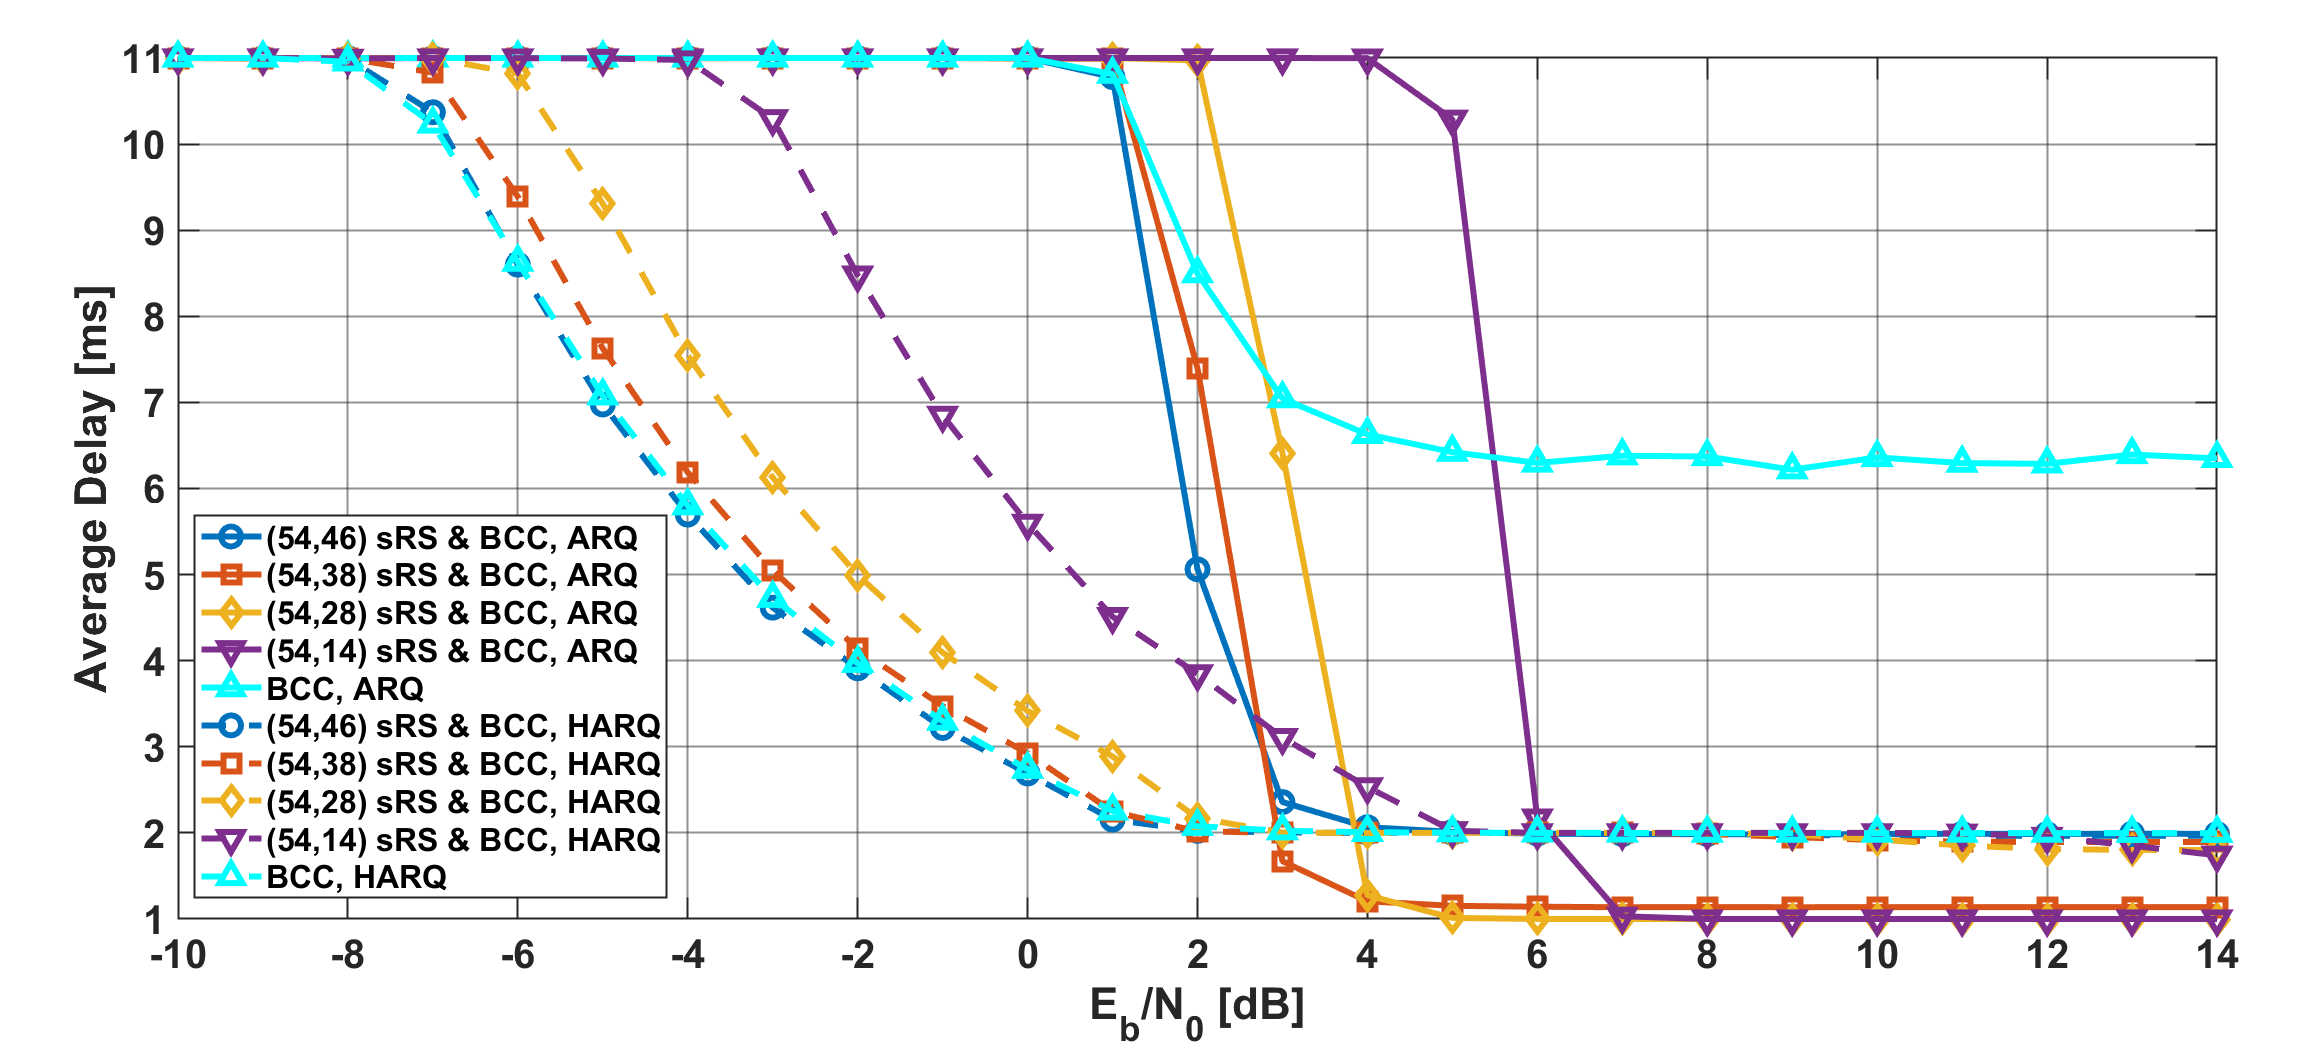 11
10
9
8
7
6
5
4
3
2
1
Average Delay [ms]
(54,46) sRS & BCC, ARQ
(54,38) sRS & BCC, ARQ
(54,28) sRS & BCC, ARQ
(54,14) sRS & BCC, ARQ
BCC, ARQ
(54,46) sRS & BCC, HARQ
(54,38) sRS & BCC, HARQ
(54,28) sRS & BCC, HARQ
(54,14) sRS & BCC, HARQ
BCC, HARQ
-10 -8 -6 -4 -2 0 2 4 6 8 10 12 14
E_b/N_0 [dB]